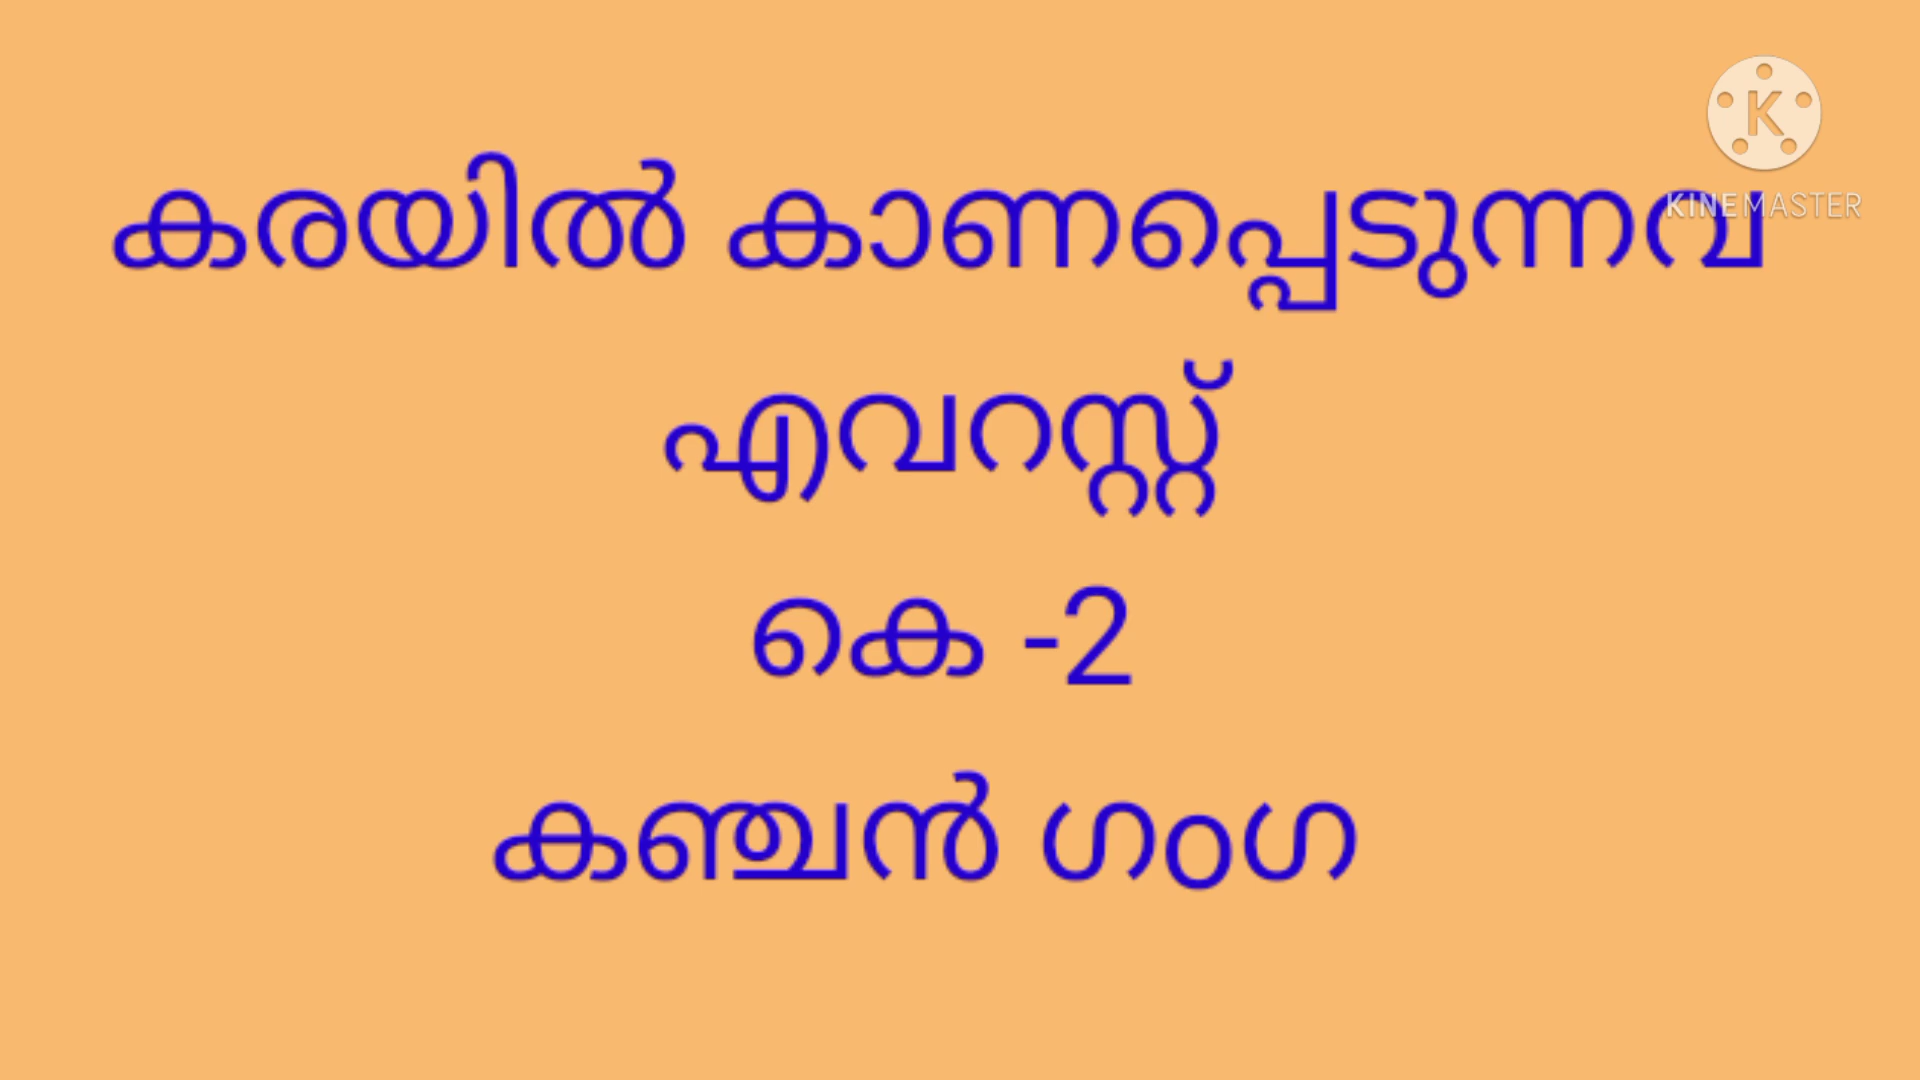 കരയിൽ കാണപ്പെടുന്നവ
എവറസ്റ്റ്
കെ -2
കഞ്ചൻ ഗംഗ
K
KINEMASTER